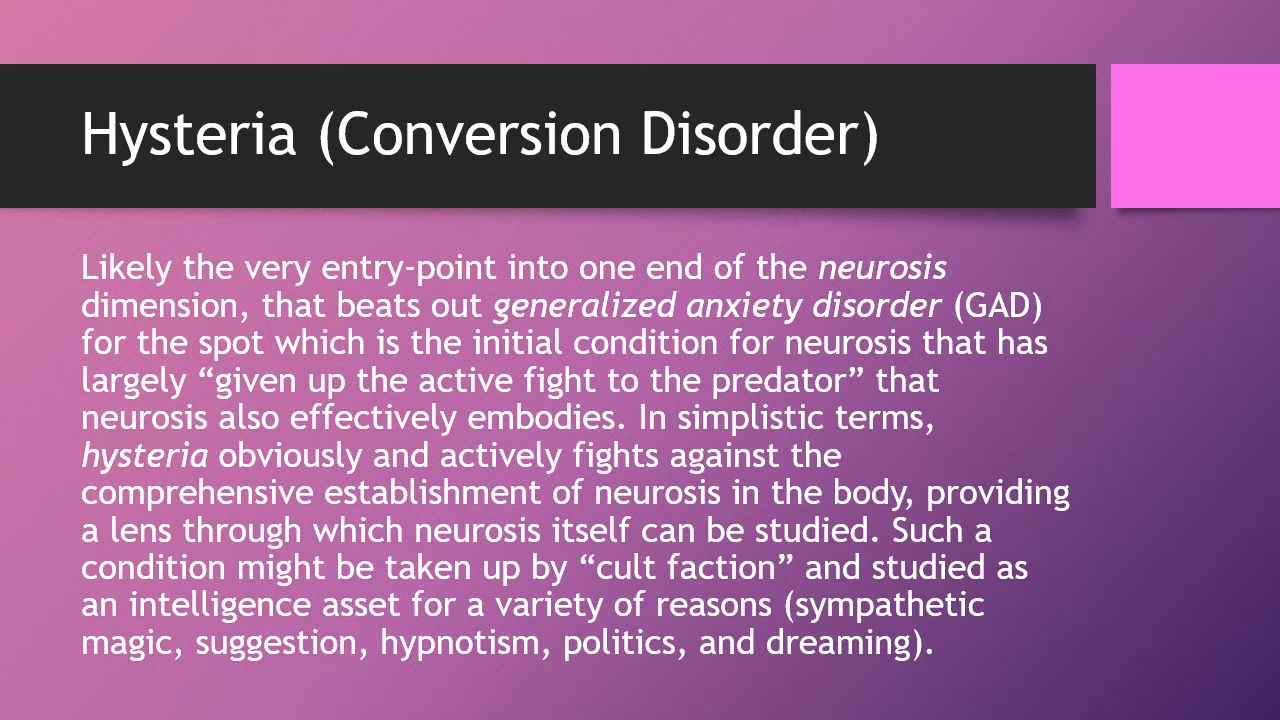 Hysteria (Conversion Disorder)
Likely the very entry-point into one end of the neurosis
dimension, that beats out generalized anxiety disorder (GAD)
for the spot which is the initial condition for neurosis that has
largely “given up the active fight to the predator” that
neurosis also effectively embodies. In simplistic terms,
hysteria obviously and actively fights against the
comprehensive establishment of neurosis in the body, providing
a lens through which neurosis itself can be studied. Such a
condition might be taken up by “cult faction” and studied as
an intelligence asset for a variety of reasons (sympathetic
magic, suggestion, hypnotism, politics, and dreaming).